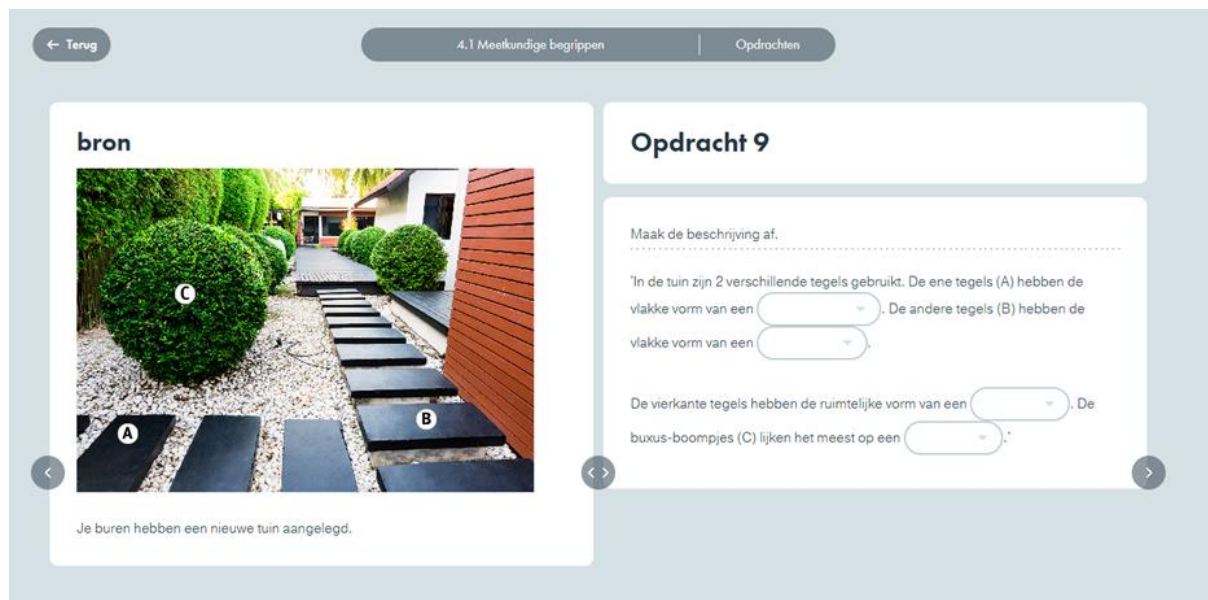 ← Terug
4.1 Meetkundige begrippen | Opdrachten
bron
C
A
B
Je buren hebben een nieuwe tuin aangelegd.
Opdracht 9
Maak de beschrijving af.
'In de tuin zijn 2 verschillende tegels gebruikt. De ene tegels (A) hebben de
vlakke vorm van een . De andere tegels (B) hebben de
vlakke vorm van een .
De vierkante tegels hebben de ruimtelijke vorm van een . De
buxus-boompjes (C) lijken het meest op een .'